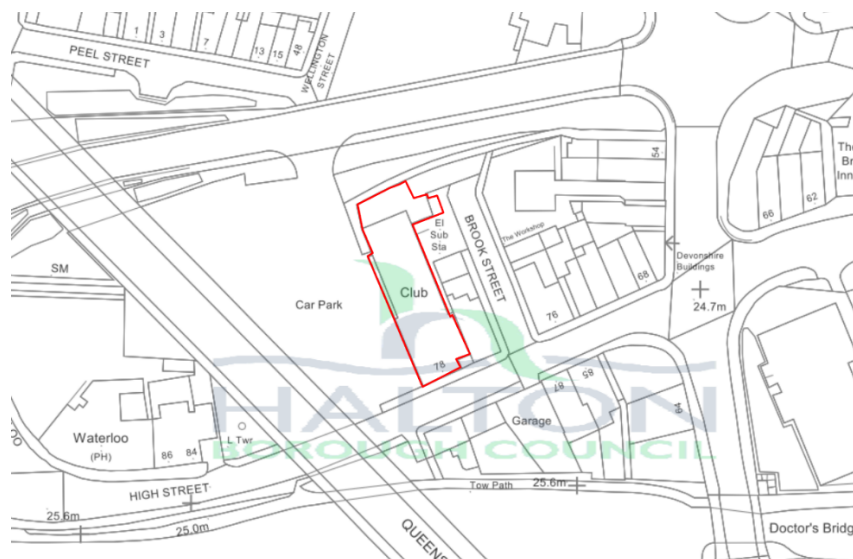 PEEL STREET
1
3
7
13
15
48
WELLINGTON
STREET
54
The
Br
Inn
66
62
El
Sub
Sta
BROOK STREET
The Workshop
Devonshire
Buildings
68
24.7m
SM
Car Park
Club
76
78
HALTON
BOROUGH COUNCIL
87
85
64
Garage
Waterloo
(PH)
86
84
L Twr
HIGH STREET
Tow Path
25.6m
25.6m
25.0m
QUEENS
Doctor's Bridg